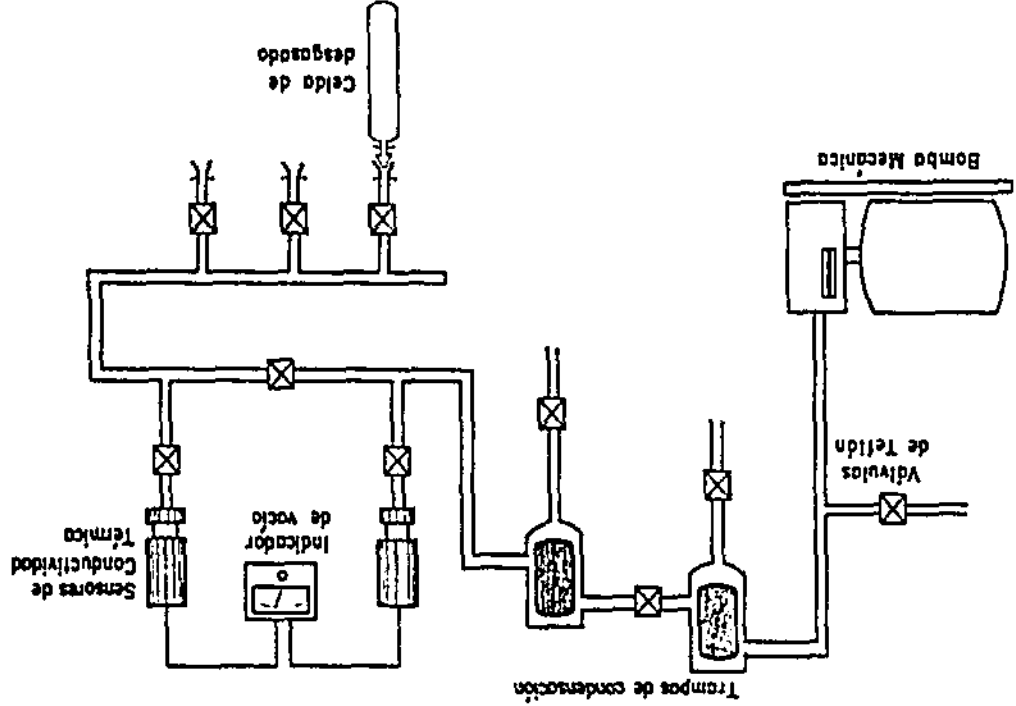 Trampas de condensación
Sensores de
Conductividad
Térmica
Indicador
de vacío
Válvulas
de Teflón
Bomba Mecánica
Celda de
desgasado